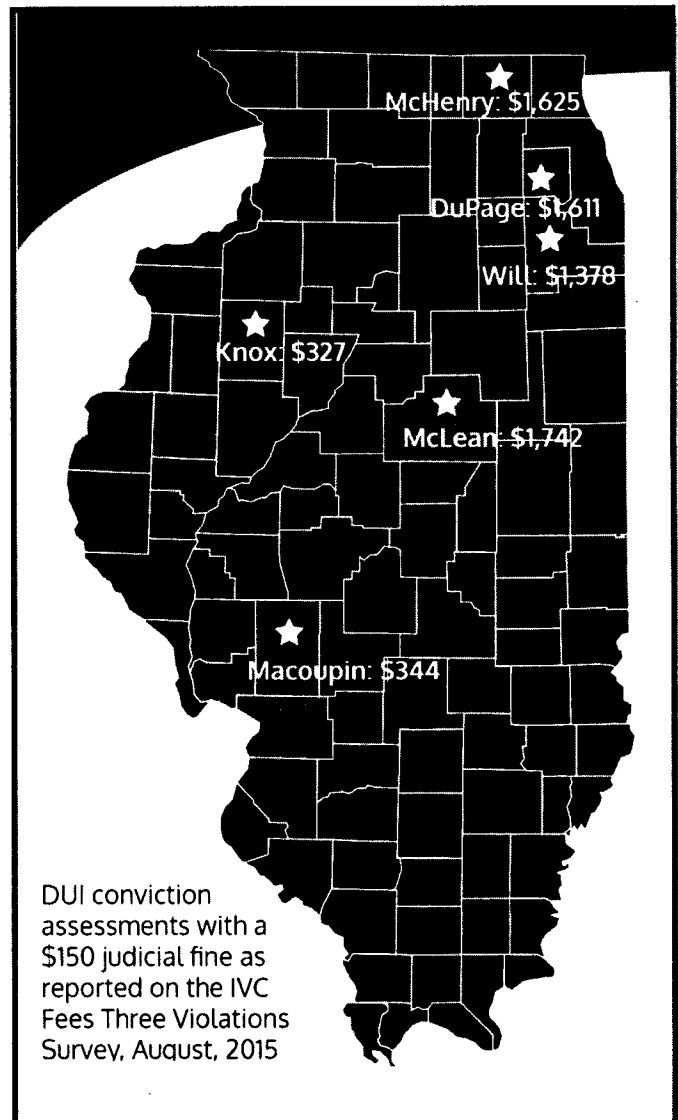 McHenry: $1,625
DuPage: $1,611
Will: $1,378
Knox: $327
McLean: $1,742
Macoupin: $344
DUI conviction
assessments with a
$150 judicial fine as
reported on the IVC
Fees Three Violations
Survey, August, 2015